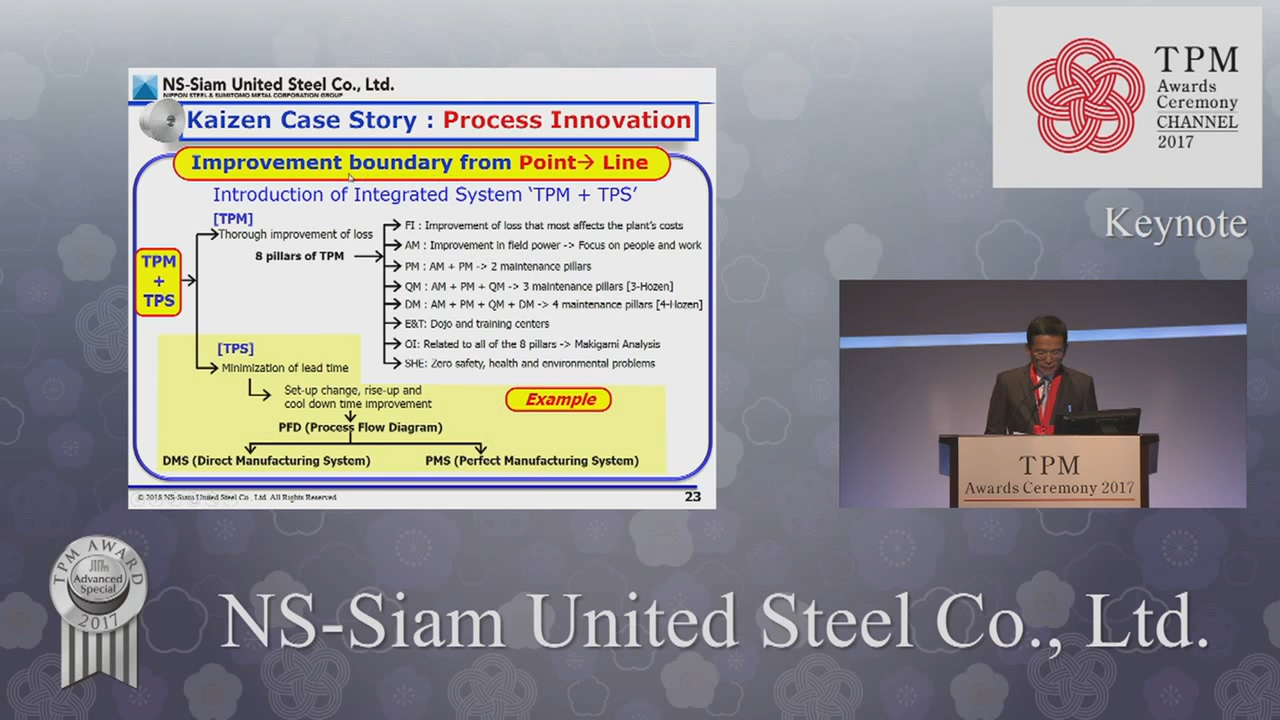 NS-Siam United Steel Co., Ltd.
NIPPON STEEL & SUMITOMO METAL CORPORATION GROUP
Kaizen Case Story : Process Innovation
Improvement boundary from Point→ Line
Introduction of Integrated System ‘TPM + TPS’
TPM
+
TPS
[TPM]
Thorough improvement of loss
8 pillars of TPM
FI : Improvement of loss that most affects the plant's costs
AM : Improvement in field power -> Focus on people and work
PM : AM + PM -> 2 maintenance pillars
QM : AM + PM + QM -> 3 maintenance pillars [3-Hozen]
DM : AM + PM + QM + DM -> 4 maintenance pillars [4-Hozen]
E&T: Dojo and training centers
OI : Related to all of the 8 pillars -> Makigami Analysis
SHE: Zero safety, health and environmental problems
[TPS]
Minimization of lead time
Set-up change, rise-up and
cool down time improvement
Example
PFD (Process Flow Diagram)
DMS (Direct Manufacturing System)
PMS (Perfect Manufacturing System)
© 2018 NS-Siam United Steel Co., Ltd. All Rights Reserved
23
TPM
Awards
Ceremony
CHANNEL
2017
Keynote
TPM
Awards Ceremony 2017
TPM AWARD
JIPM
Advanced
Special
2017
NS-Siam United Steel Co., Ltd.